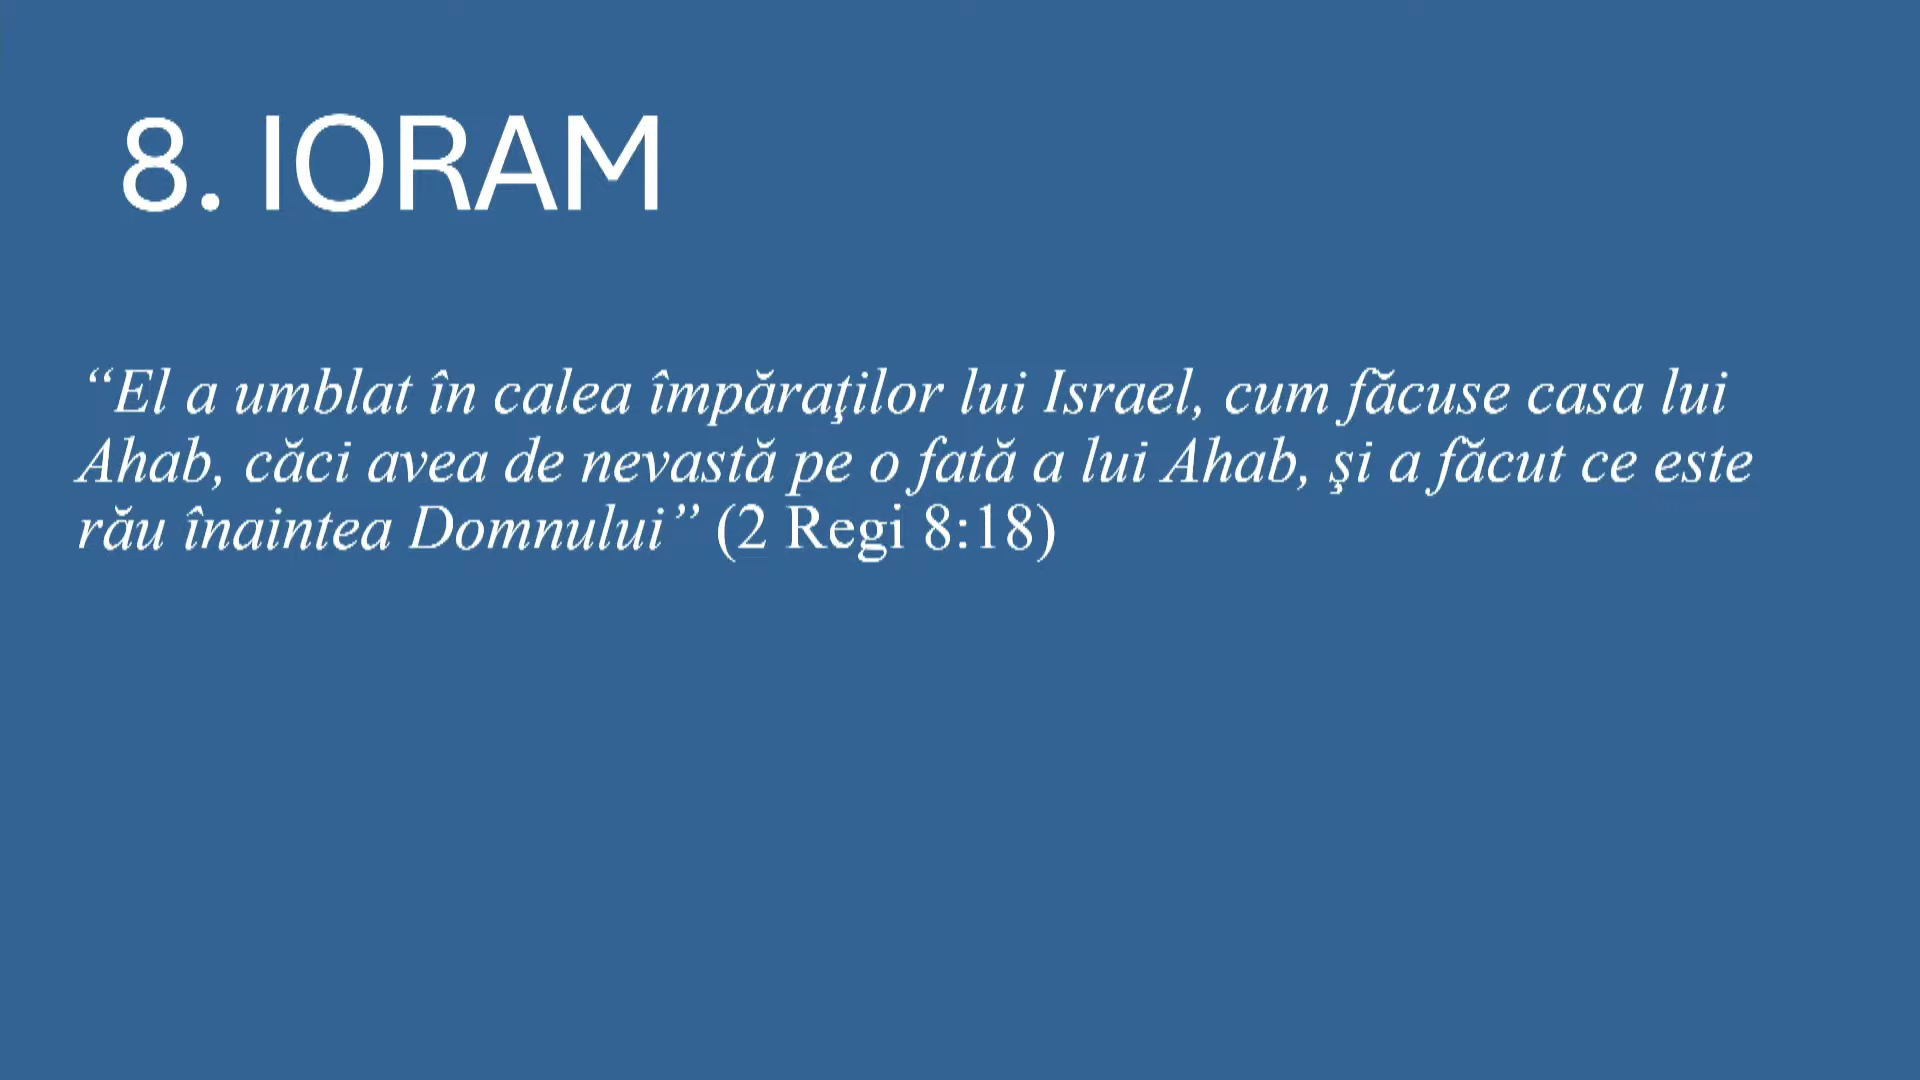 8. IORAM
“El a umblat în calea împăraţilor lui Israel, cum făcuse casa lui
Ahab, căci avea de nevastă pe o fată a lui Ahab, şi a făcut ce este
rău înaintea Domnului” (2 Regi 8:18)